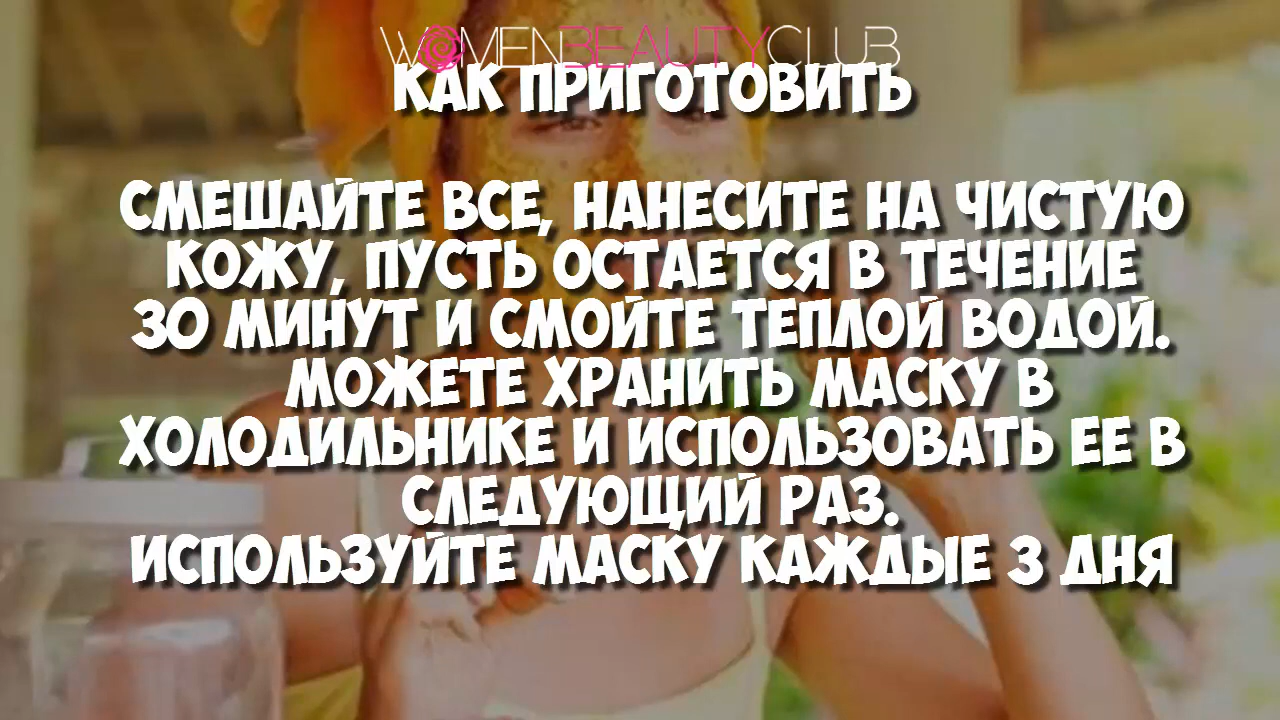 WOMENBEAUTYCLUB
КАК ПРИГОТОВИТЬ
СМЕШАЙТЕ ВСЕ, НАНЕСИТЕ НА ЧИСТУЮ
КОЖУ, ПУСТЬ ОСТАЕТСЯ В ТЕЧЕНИЕ
30 МИНУТ И СМОЙТЕ ТЕПЛОЙ ВОДОЙ.
МОЖЕТЕ ХРАНИТЬ МАСКУ В
ХОЛОДИЛЬНИКЕ И ИСПОЛЬЗОВАТЬ ЕЕ В
СЛЕДУЮЩИЙ РАЗ.
ИСПОЛЬЗУЙТЕ МАСКУ КАЖДЫЕ 3 ДНЯ